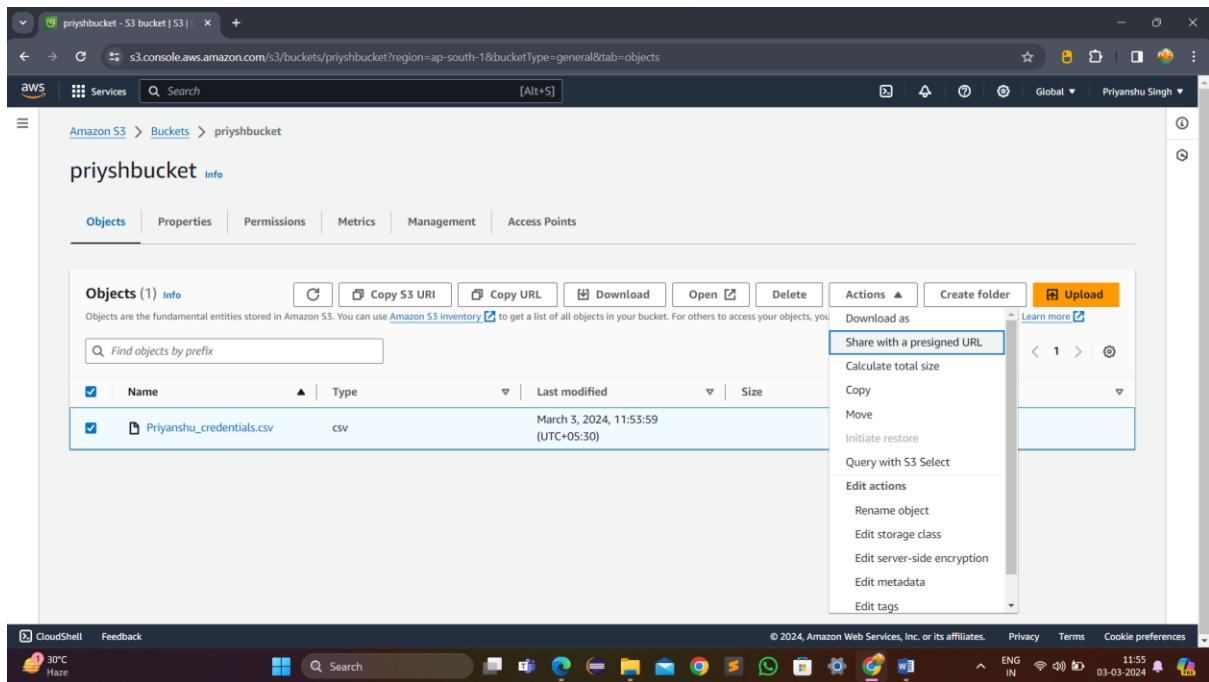 priyshbucket - S3 bucket | S3 |
s3.console.aws.amazon.com/s3/buckets/priyshbucket?region=ap-south-1&bucketType=general&tab=objects
aws Services Search [Alt+S] Global Priyanshu Singh
Amazon S3 > Buckets > priyshbucket
priyshbucket Info
Objects Properties Permissions Metrics Management Access Points
Objects (1) Info Copy S3 URI Copy URL Download Open Delete Actions Create folder Upload
Objects are the fundamental entities stored in Amazon S3. You can use Amazon S3 inventory to get a list of all objects in your bucket. For others to access your objects, you Learn more
Find objects by prefix
< 1 >
Name Type Last modified Size
Priyanshu_credentials.csv csv March 3, 2024, 11:53:59
(UTC+05:30)
Download as
Share with a presigned URL
Calculate total size
Copy
Move
Initiate restore
Query with S3 Select
Edit actions
Rename object
Edit storage class
Edit server-side encryption
Edit metadata
Edit tags
CloudShell Feedback © 2024, Amazon Web Services, Inc. or its affiliates. Privacy Terms Cookie preferences
1 30°C
Haze
Search
ENG
IN
11:55
03-03-2024